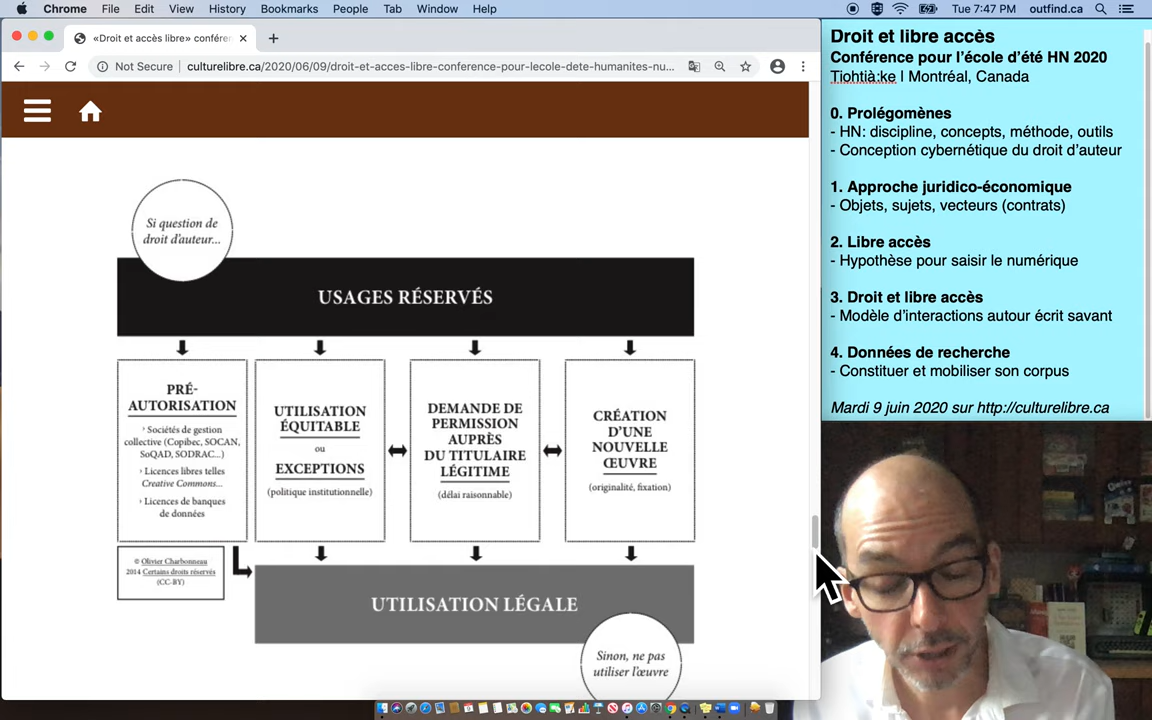 Chrome File Edit View History Bookmarks People Tab Window Help
Tue 7:47 PM outfind.ca
«Droit et accès libre» conféren
Not Secure culturelibre.ca/2020/06/09/droit-et-acces-libre-conference-pour-lecole-dete-humanites-nu...
Si question de
droit d'auteur...
USAGES RÉSERVÉS
PRÉ-
AUTORISATION
Sociétés de gestion
collective (Copibec, SOCAN,
SoQAD, SODRAC...)
Licences libres telles
Creative Commons...
Licences de banques
de données
UTILISATION
ÉQUITABLE
ou
EXCEPTIONS
(politique institutionnelle)
DEMANDE DE
PERMISSION
AUPRÈS
DU TITULAIRE
LÉGITIME
(délai raisonnable)
CRÉATION
D'UNE
NOUVELLE
ŒUVRE
(originalité, fixation)
© Olivier Charbonneau
2014 Certains droits réservés
(CC-BY)
UTILISATION LÉGALE
Sinon, ne pas
utiliser l'œuvre
Droit et libre accès
Conférence pour l'école d'été HN 2020
Tiohtià:ke I Montréal, Canada
0. Prolégomènes
- HN: discipline, concepts, méthode, outils
- Conception cybernétique du droit d'auteur
1. Approche juridico-économique
- Objets, sujets, vecteurs (contrats)
2. Libre accès
- Hypothèse pour saisir le numérique
3. Droit et libre accès
- Modèle d'interactions autour écrit savant
4. Données de recherche
- Constituer et mobiliser son corpus
Mardi 9 juin 2020 sur http://culturelibre.ca